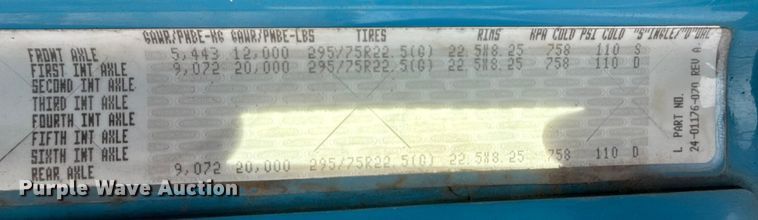 GAWR/PNBE-KG GAWR/PNBE-LBS TIRES RIMS KPA COLD PSI COLD "S"INGLE/"D"UAL
FRONT AXLE 5,443 12,000 295/75R22.5(G) 22.5X8.25 758 110 S
FIRST INT AXLE 9,072 20,000 295/75R22.5(G) 22.5X8.25 758 110 D
SECOND INT AXLE
THIRD INT AXLE
FOURTH INT AXLE
FIFTH INT AXLE
SIXTH INT AXLE
REAR AXLE 9,072 20,000 295/75R22.5(G) 22.5X8.25 758 110 D
L PART NO.
24-01176-070 REV A
Purple Wave Auction